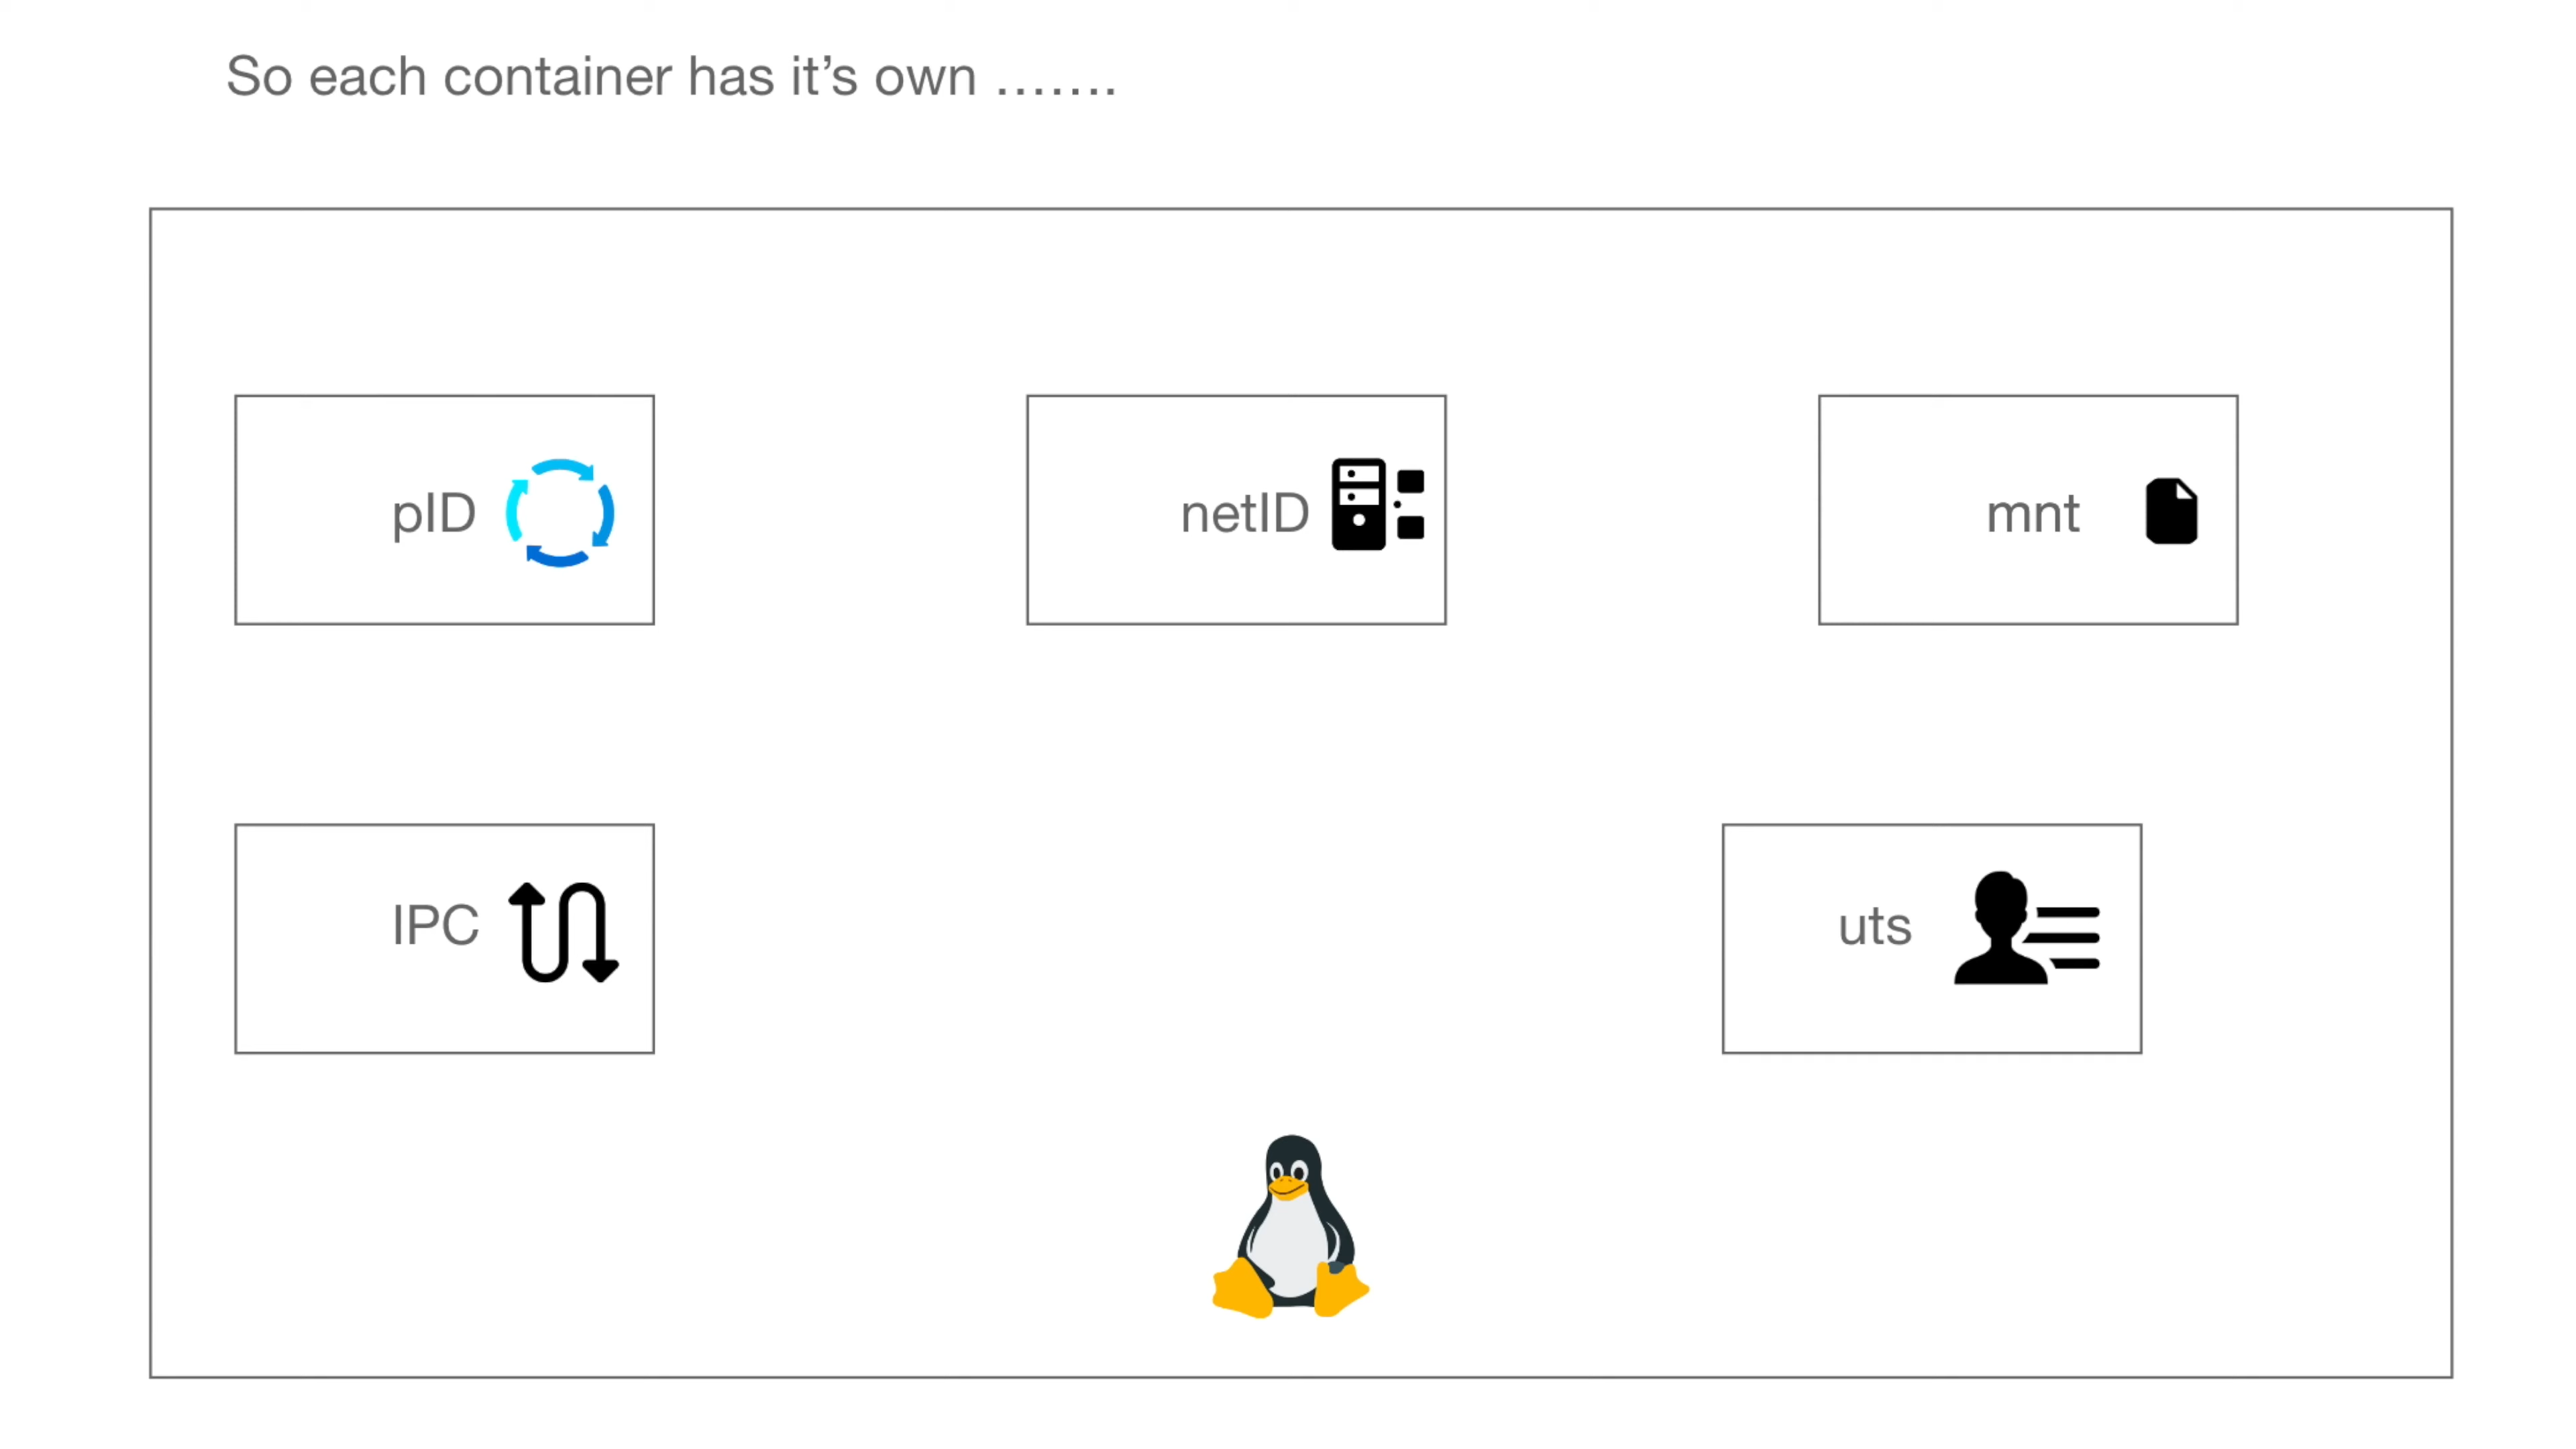 So each container has it’s own .......
pID
netID
mnt
IPC
uts